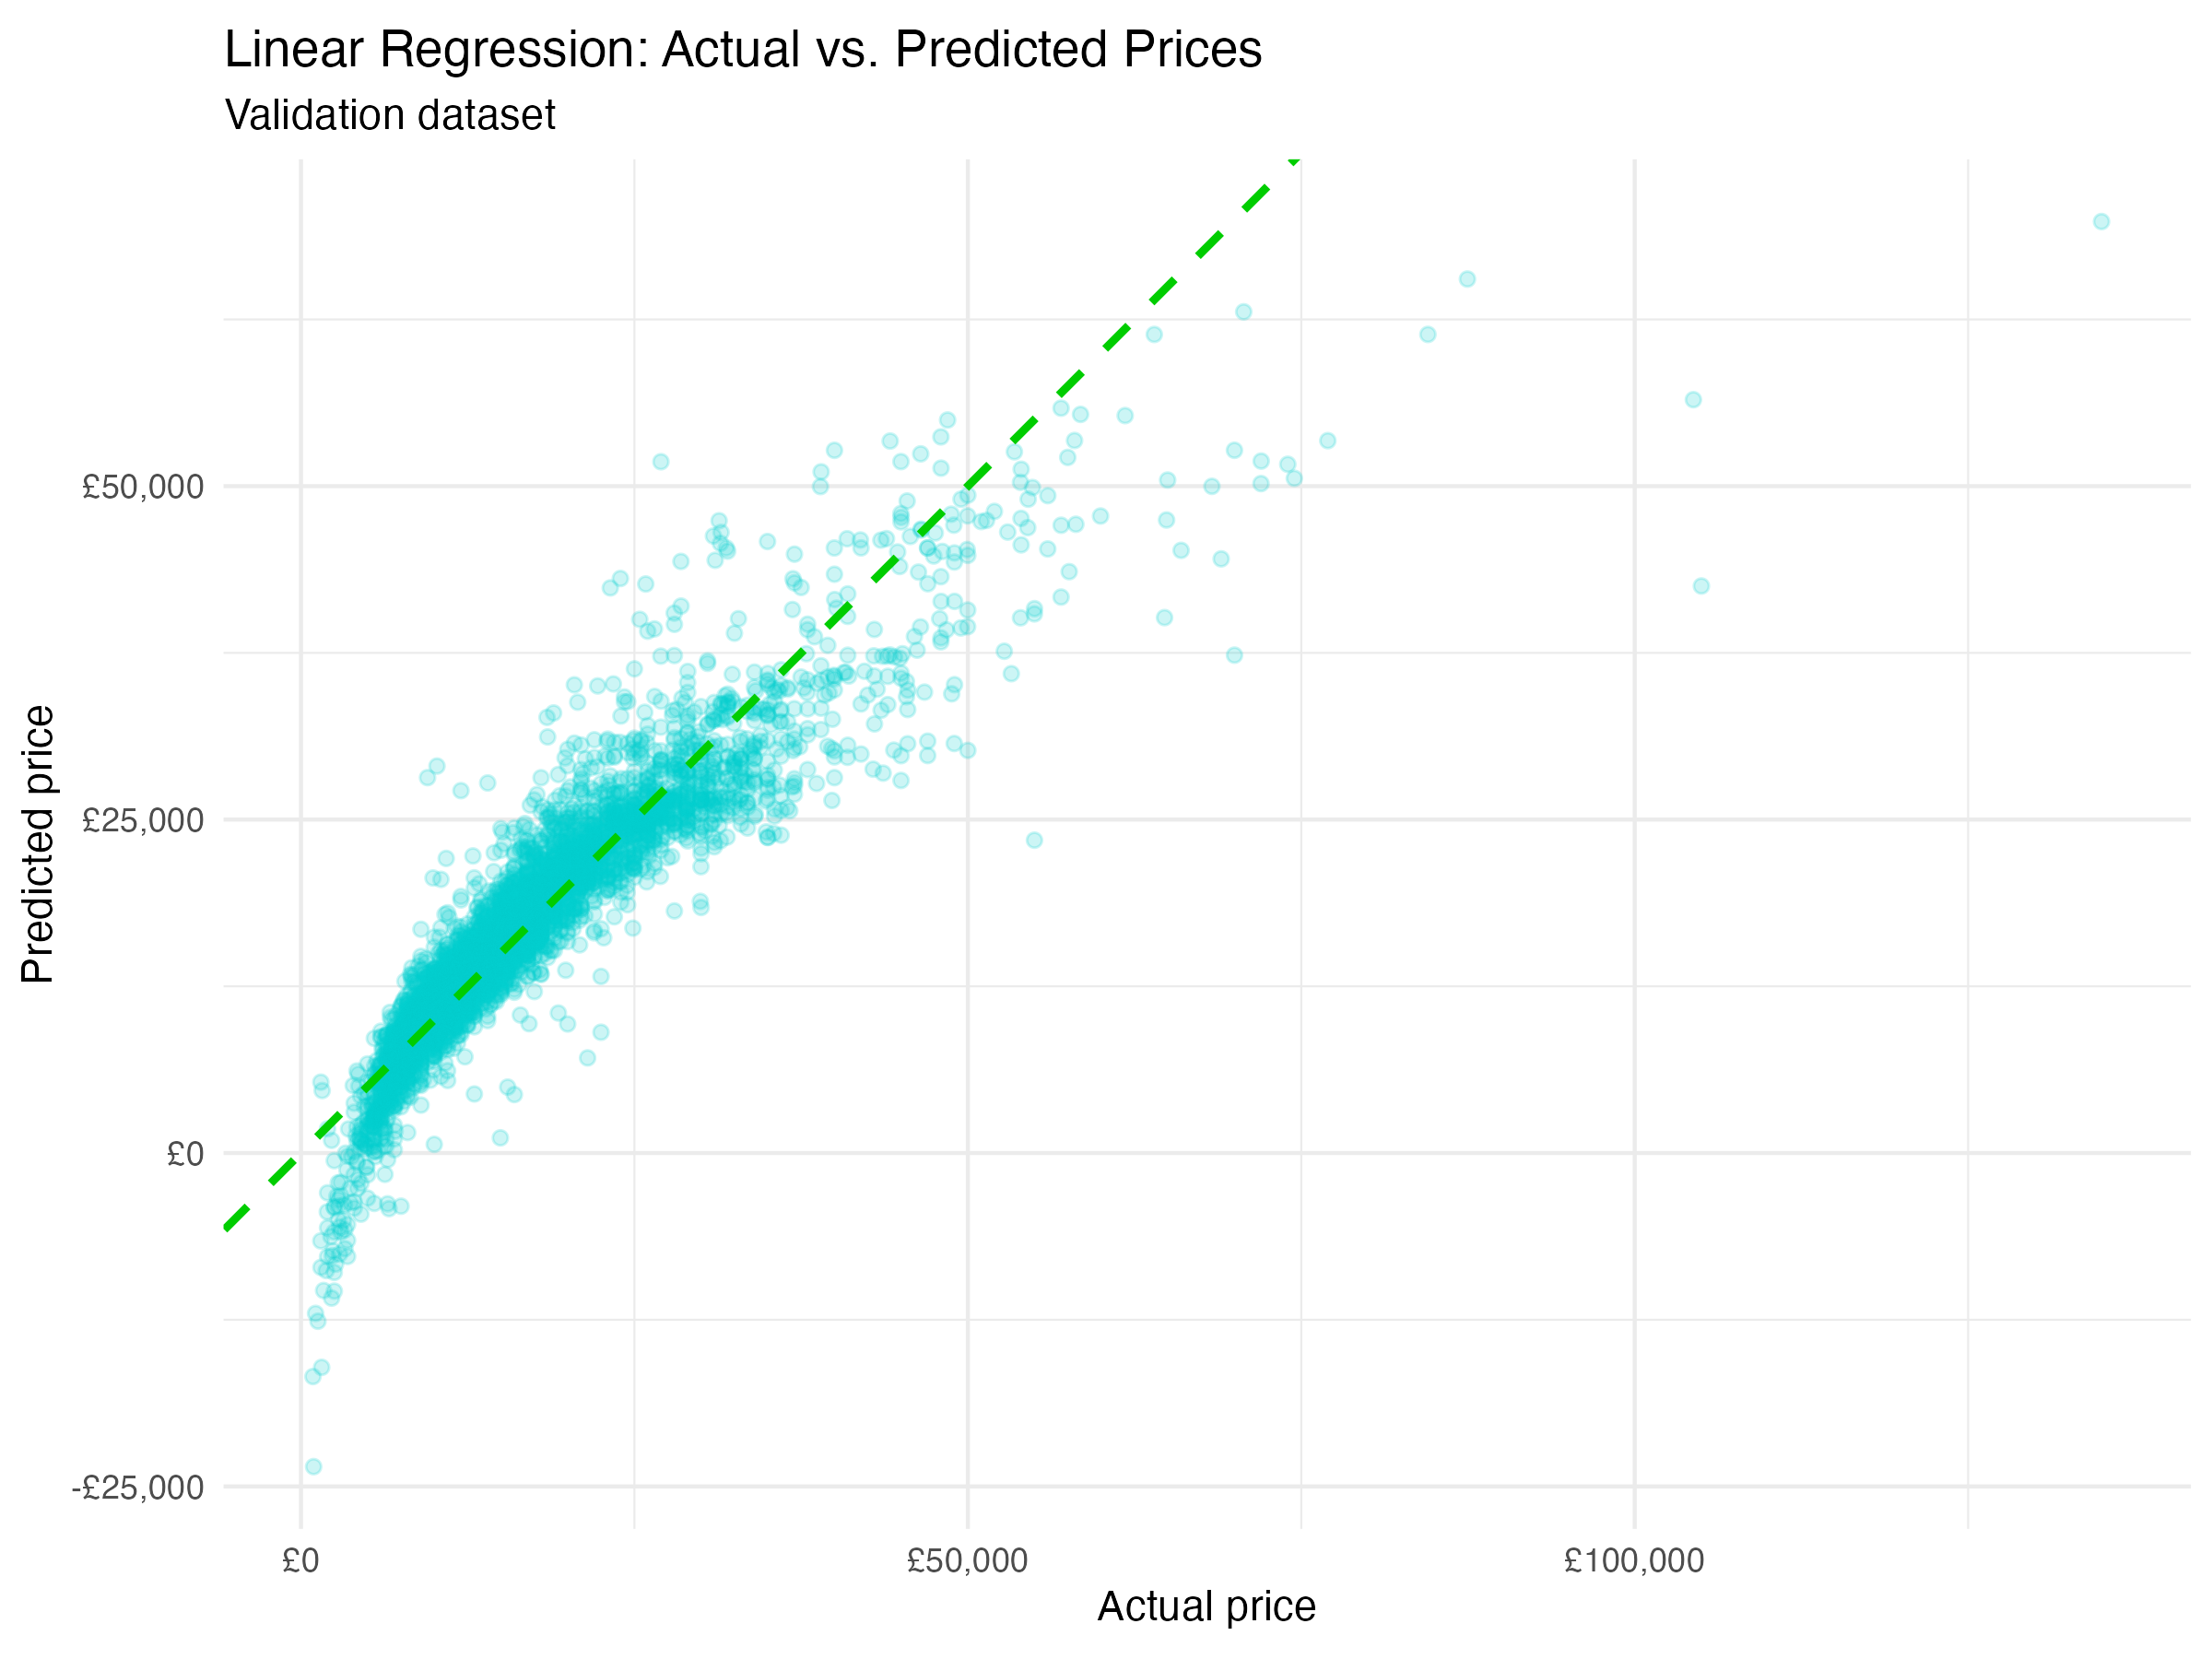 Linear Regression: Actual vs. Predicted Prices
Validation dataset
Predicted price
£50,000
£25,000
£0
-£25,000
£0
£50,000
£100,000
Actual price